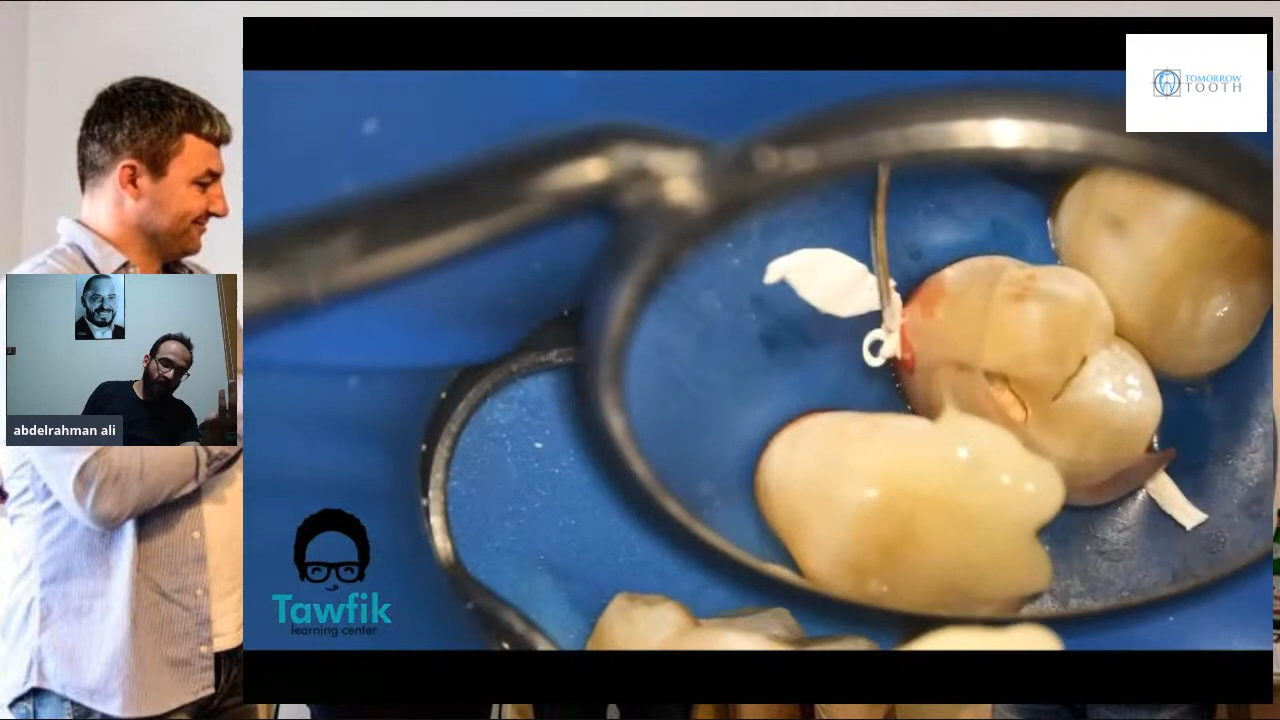 TOMORROW
TOOTH
abdelrahman ali
Tawfik
learning center